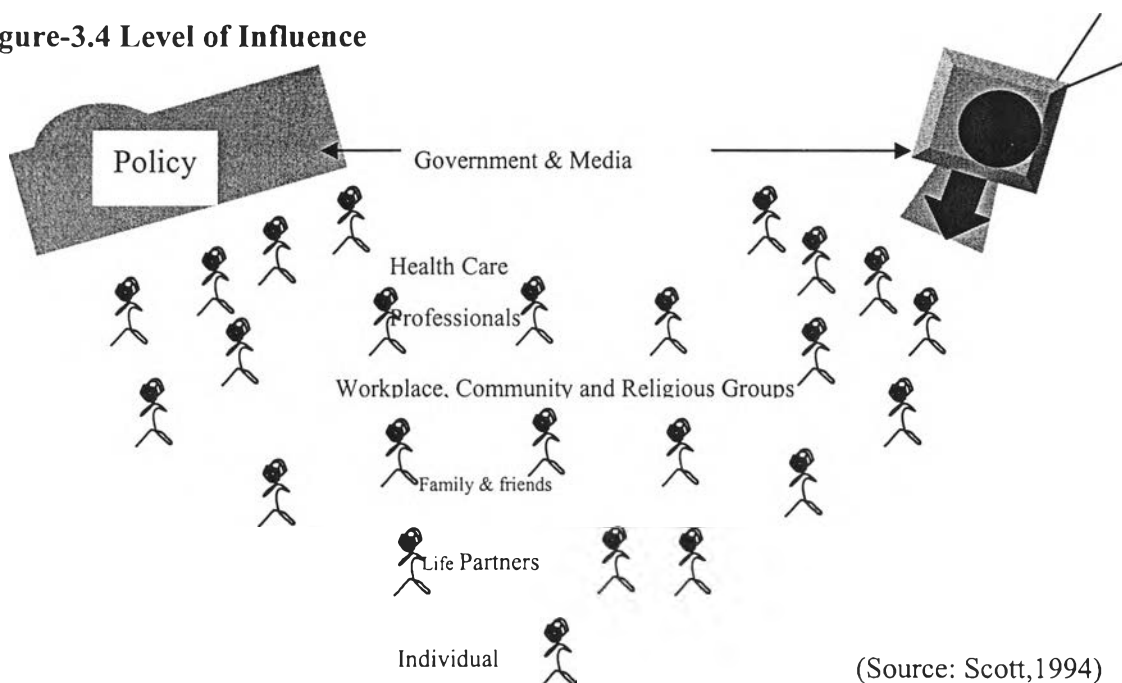 gure-3.4 Level of Influence
Policy
Government & Media
Health Care
Professionals
Workplace, Community and Religious Groups
Family & friends
Life Partners
Individual
(Source: Scott,1994)